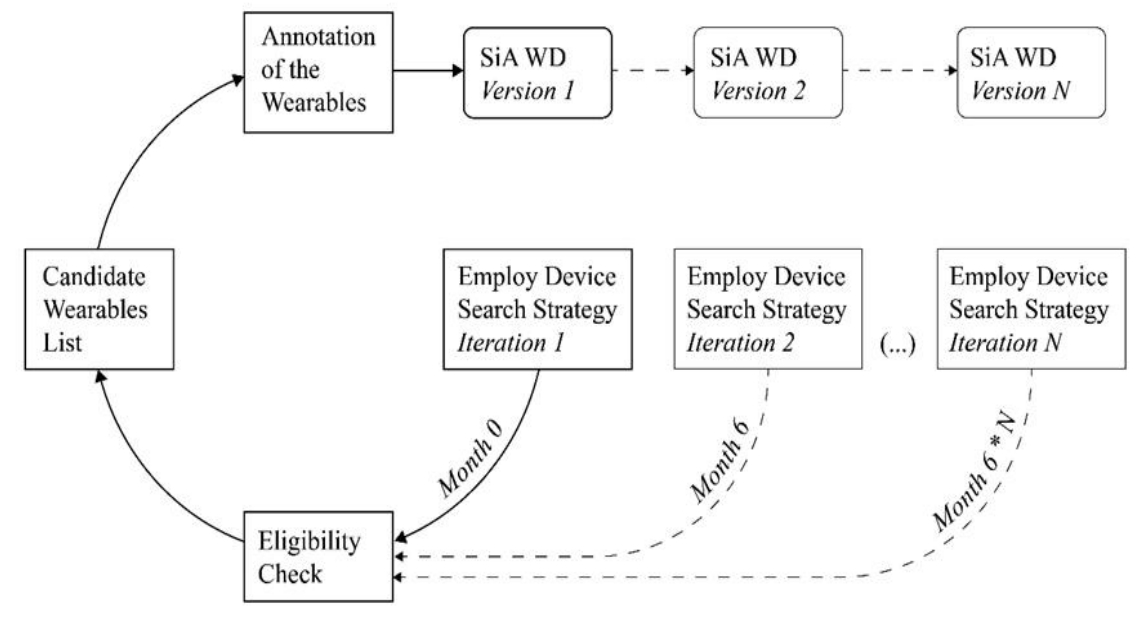 Annotation
of the
Wearables
SiA WD
Version 1
SiA WD
Version 2
SiA WD
Version N
Candidate
Wearables
List
Employ Device
Search Strategy
Iteration 1
Employ Device
Search Strategy
Iteration 2
(...)
Employ Device
Search Strategy
Iteration N
Month 0
Month 6
Month 6 * N
Eligibility
Check